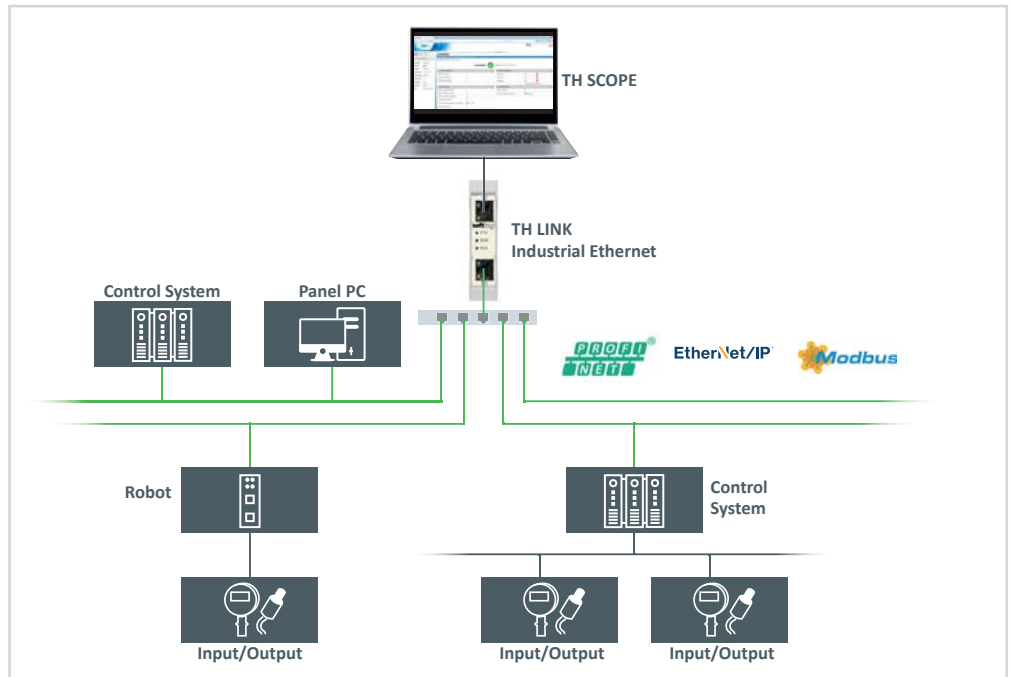 TH SCOPE
TH LINK
Industrial Ethernet
Control System
Panel PC
PROFI
NET
EtherNet/IP
Modbus
Robot
Control
System
Input/Output
Input/Output
Input/Output